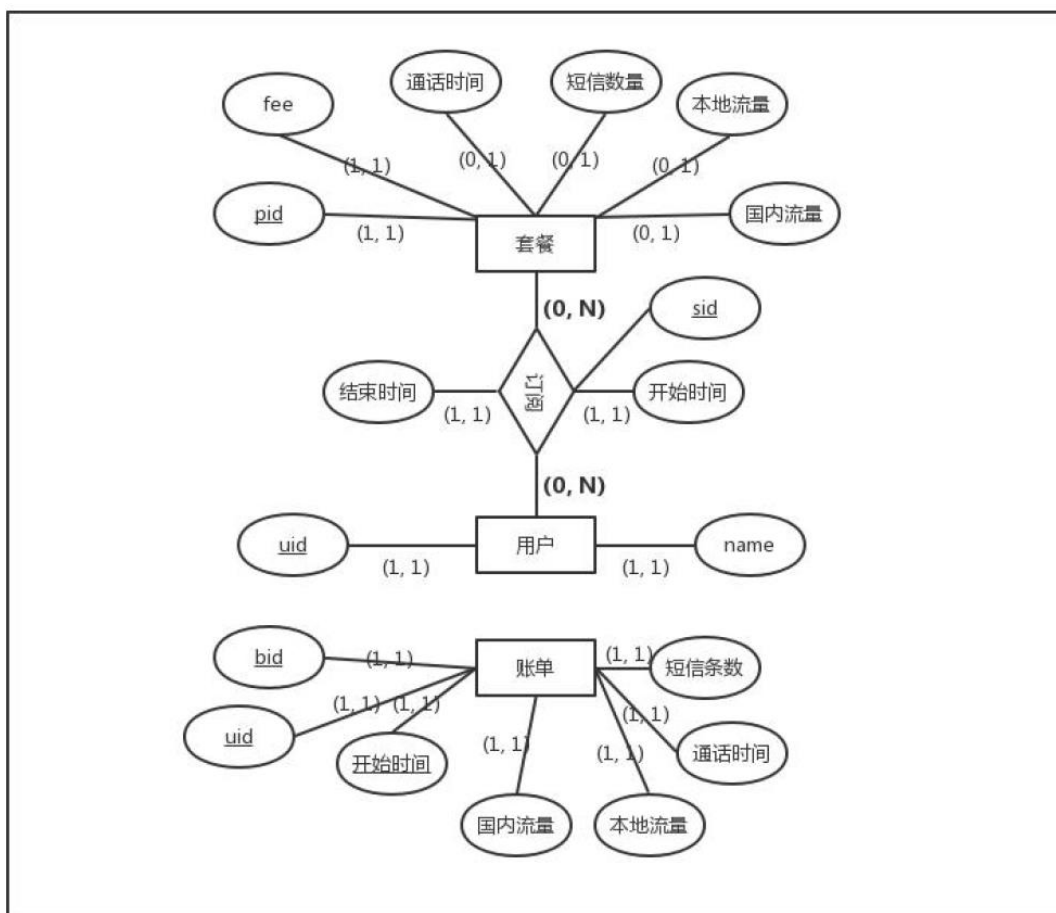 通话时间
短信数量
fee
本地流量
(1, 1)
(0, 1)
(0, 1)
(0, 1)
pid
国内流量
(1, 1)
套餐
(0, 1)
(0, N)
sid
结束时间
订阅
开始时间
(1, 1)
(1, 1)
(0, N)
uid
用户
name
(1, 1)
(1, 1)
bid
(1, 1)
账单
(1, 1)
短信条数
(1, 1)
(1, 1)
(1, 1)
uid
开始时间
(1, 1)
(1, 1)
通话时间
国内流量
本地流量